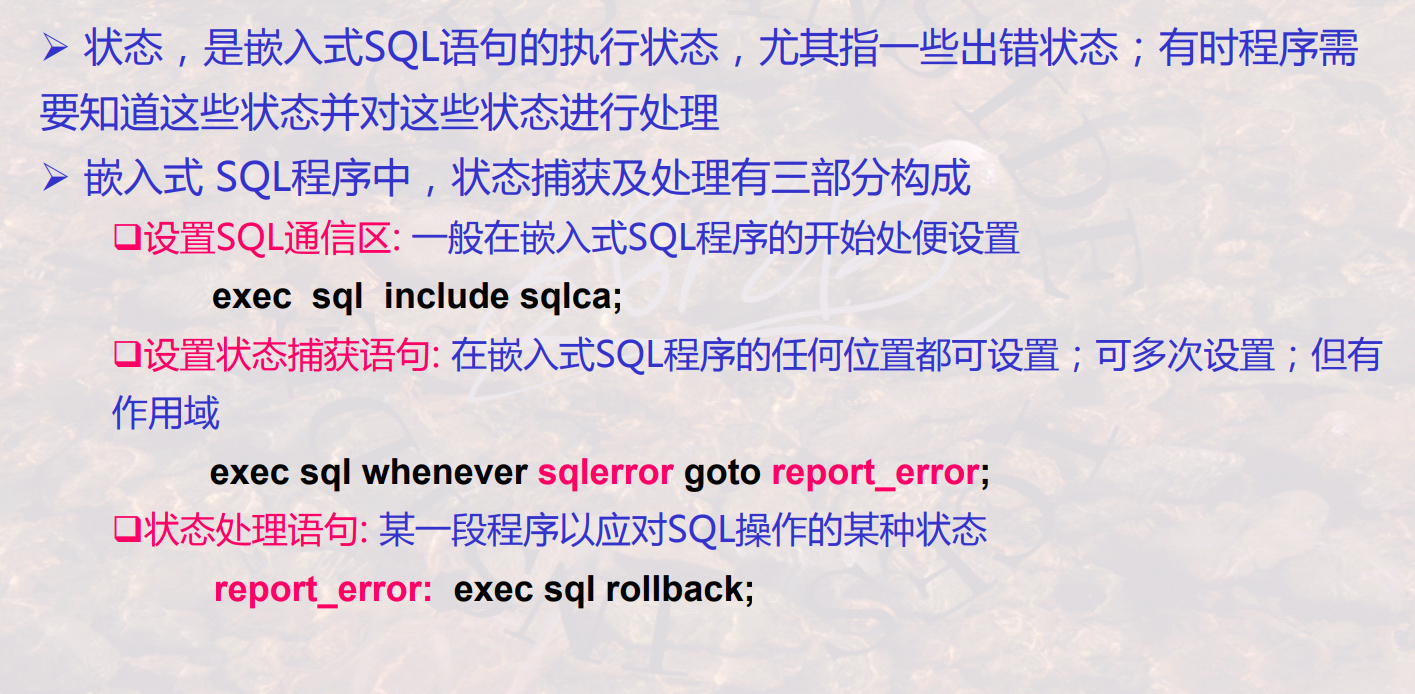 ➢ 状态，是嵌入式SQL语句的执行状态，尤其指一些出错状态；有时程序需
要知道这些状态并对这些状态进行处理
➢ 嵌入式 SQL程序中，状态捕获及处理有三部分构成
❑设置SQL通信区: 一般在嵌入式SQL程序的开始处便设置
exec sql include sqlca;
❑设置状态捕获语句: 在嵌入式SQL程序的任何位置都可设置；可多次设置；但有
作用域
exec sql whenever sqlerror goto report_error;
❑状态处理语句: 某一段程序以应对SQL操作的某种状态
report_error: exec sql rollback;